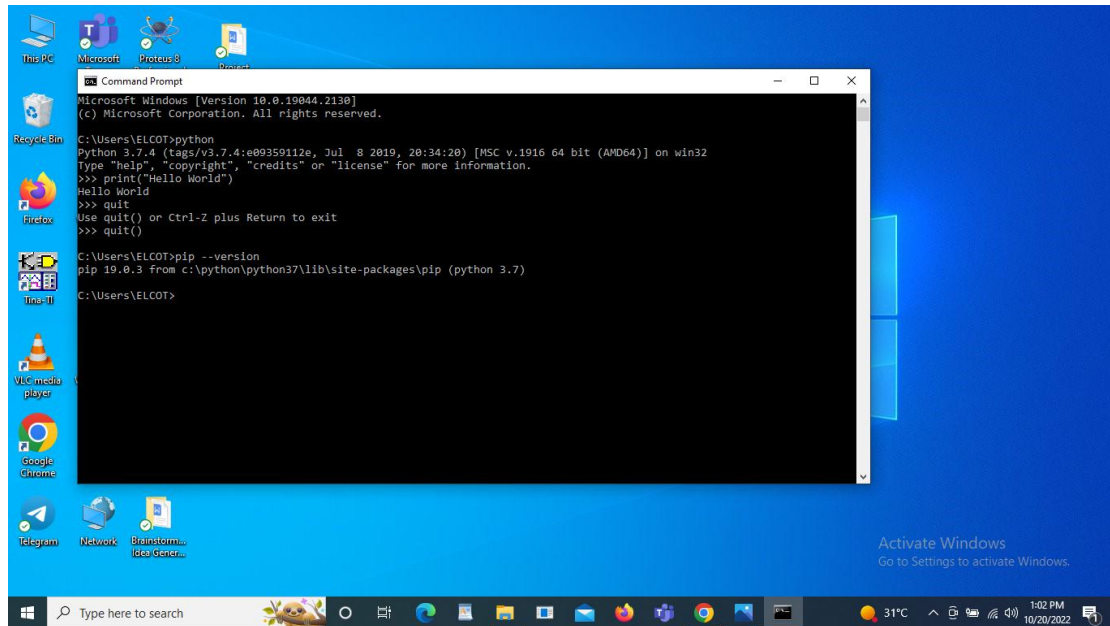 This PC
Microsoft
Proteus 8
Project
Command Prompt
Microsoft Windows [Version 10.0.19044.2130]
(c) Microsoft Corporation. All rights reserved.
Recycle Bin
C:\Users\ELCOT>python
Python 3.7.4 (tags/v3.7.4:e09359112e, Jul  8 2019, 20:34:20) [MSC v.1916 64 bit (AMD64)] on win32
Type "help", "copyright", "credits" or "license" for more information.
>>> print("Hello World")
Hello World
>>> quit
Use quit() or Ctrl-Z plus Return to exit
>>> quit()
Firefox
C:\Users\ELCOT>pip --version
pip 19.0.3 from c:\python\python37\lib\site-packages\pip (python 3.7)
C:\Users\ELCOT>
Tina-TI
VLC media
player
Google
Chrome
Telegram
Network
Brainstorm...
Idea Gener...
Activate Windows
Go to Settings to activate Windows.
Type here to search
31°C
1:02 PM
10/20/2022
1